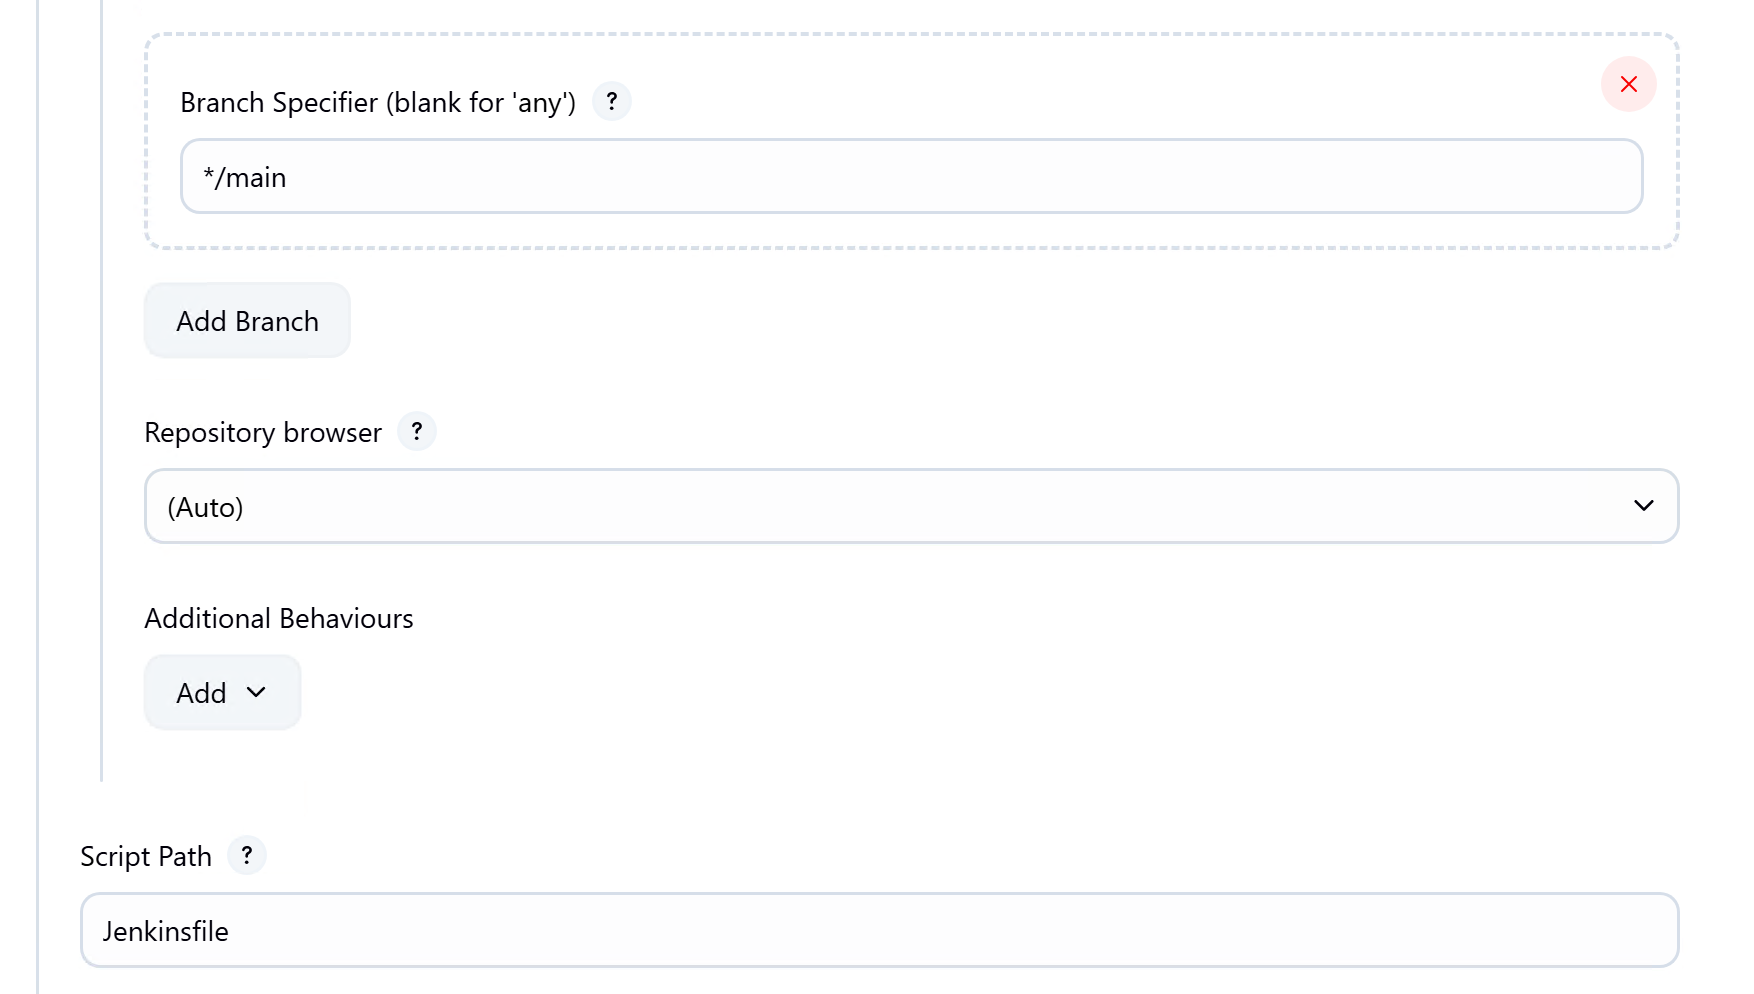 Branch Specifier (blank for 'any') ?
*/main
Add Branch
Repository browser ?
(Auto)
Additional Behaviours
Add
Script Path ?
Jenkinsfile